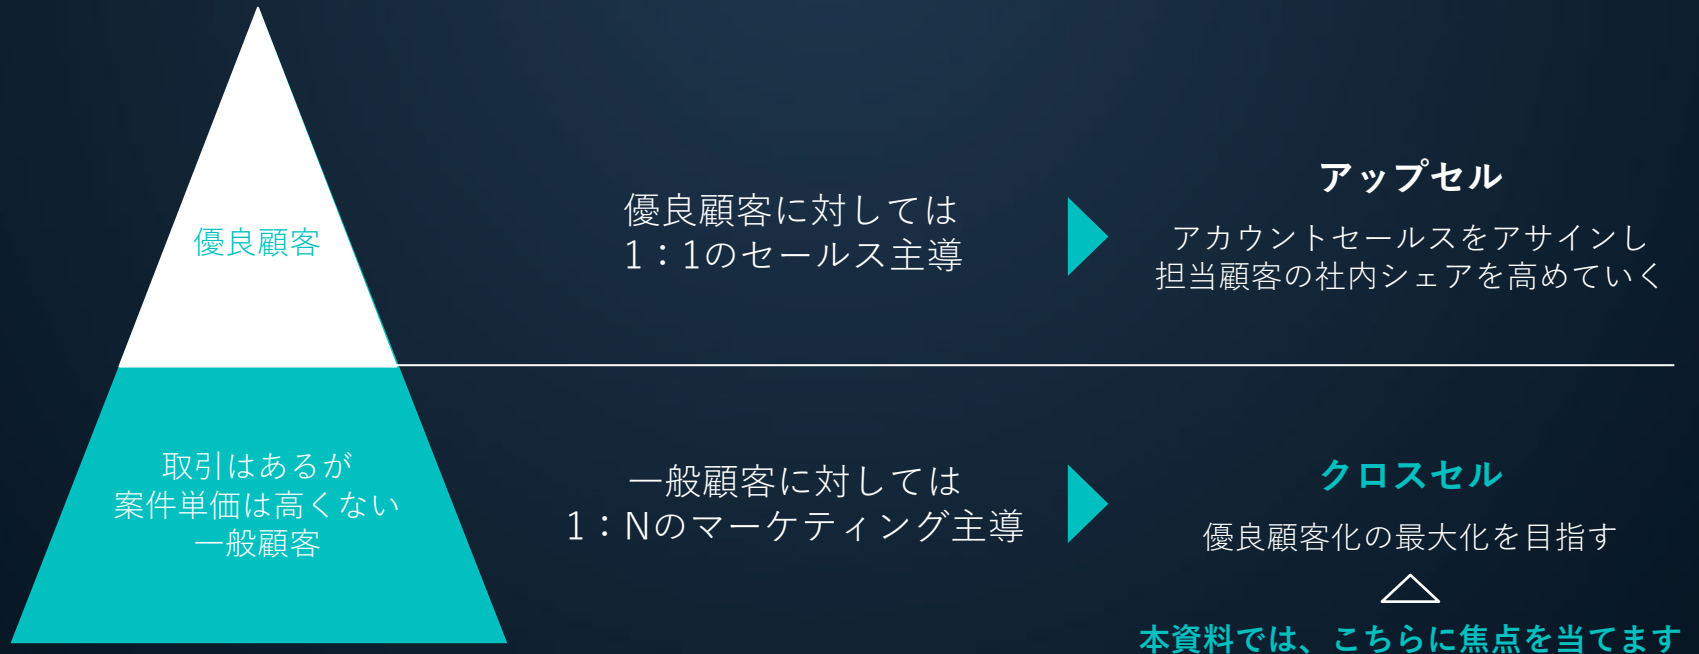 優良顧客
優良顧客に対しては
1：1のセールス主導
アップセル
アカウントセールスをアサインし
担当顧客の社内シェアを高めていく
取引はあるが
案件単価は高くない
一般顧客
一般顧客に対しては
1：Nのマーケティング主導
クロスセル
優良顧客化の最大化を目指す
本資料では、こちらに焦点を当てます